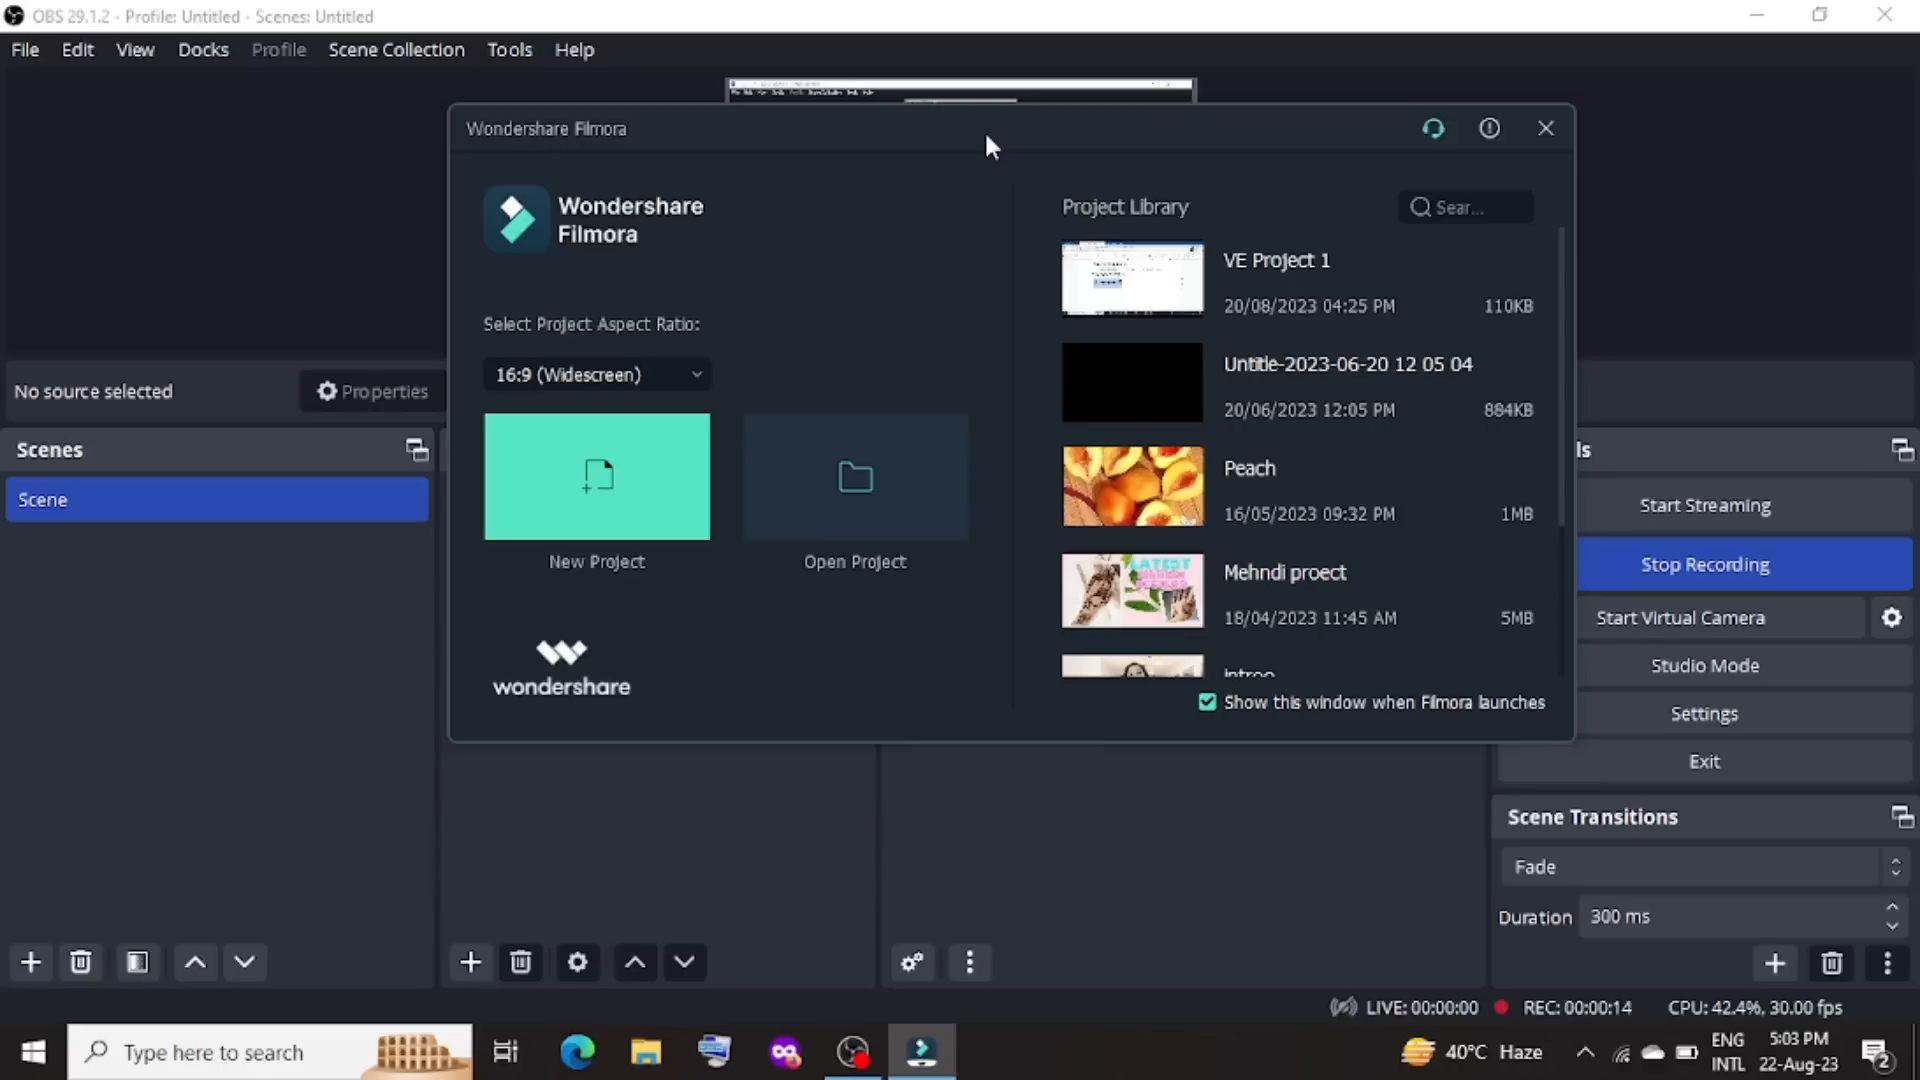 OBS 29.1.2 - Profile: Untitled - Scenes: Untitled
File Edit View Docks Profile Scene Collection Tools Help
Wondershare Filmora
Wondershare
Filmora
Select Project Aspect Ratio:
16:9 (Widescreen)
New Project
Open Project
wondershare
Project Library
Sear...
VE Project 1
20/08/2023 04:25 PM 110KB
Untitle-2023-06-20 12 05 04
20/06/2023 12:05 PM 884KB
Peach
16/05/2023 09:32 PM 1MB
LATEST
Mehndi proect
18/04/2023 11:45 AM 5MB
Introo
Show this window when Filmora launches
No source selected
Properties
Scenes
Scene
ls
Start Streaming
Stop Recording
Start Virtual Camera
Studio Mode
Settings
Exit
Scene Transitions
Fade
Duration 300 ms
LIVE: 00:00:00 REC: 00:00:14 CPU: 42.4%, 30.00 fps
Type here to search
40°C Haze
ENG
INTL
5:03 PM
22-Aug-23
2